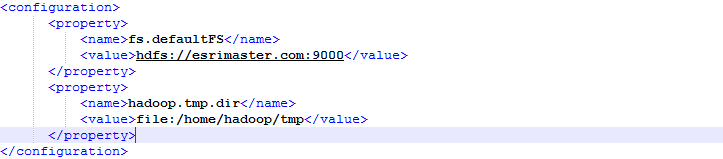 <configuration>
<property>
<name>fs.defaultFS</name>
<value>hdfs://esrimaster.com:9000</value>
</property>
<property>
<name>hadoop.tmp.dir</name>
<value>file:/home/hadoop/tmp</value>
</property>
</configuration>